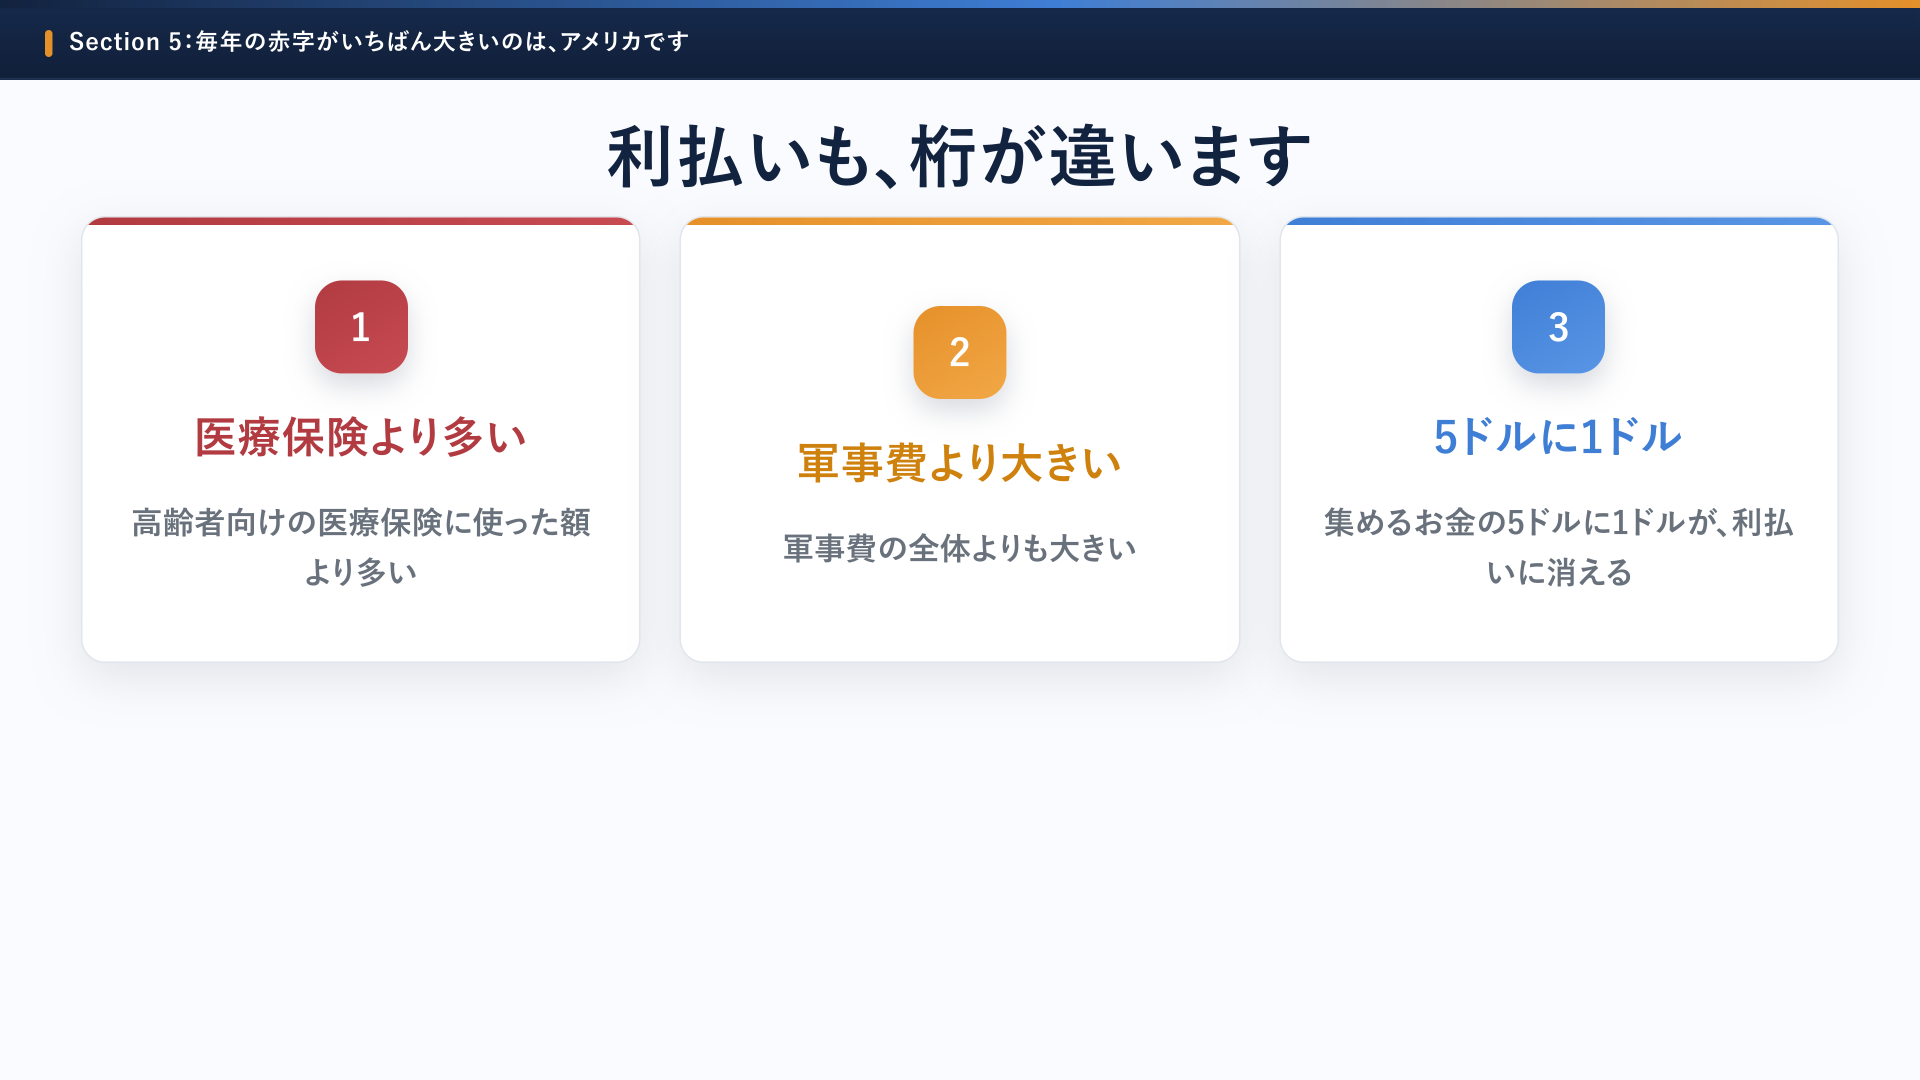 Section 5：毎年の赤字がいちばん大きいのは、アメリカです
利払いも、桁が違います
1
医療保険より多い
高齢者向けの医療保険に使った額
より多い
2
軍事費より大きい
軍事費の全体よりも大きい
3
5ドルに1ドル
集めるお金の5ドルに1ドルが、利払
いに消える